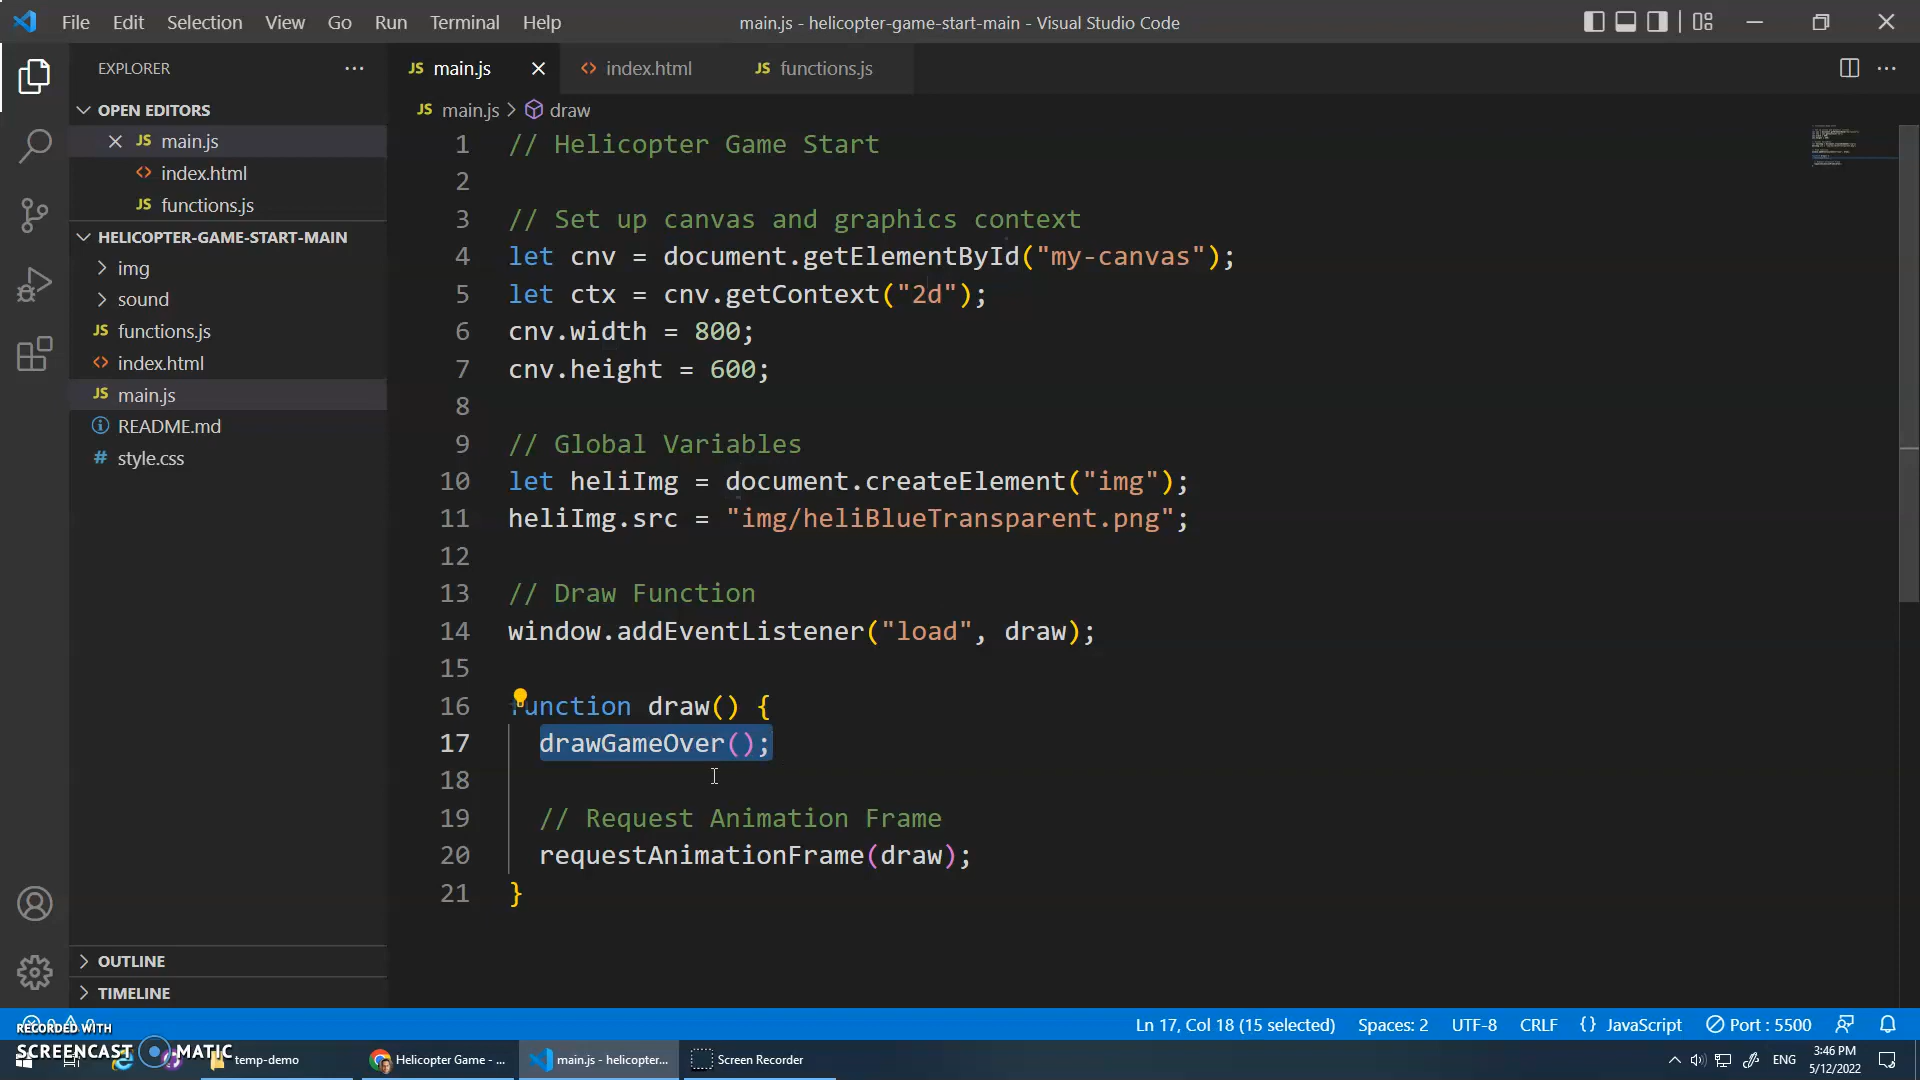 File Edit Selection View Go Run Terminal Help
main.js - helicopter-game-start-main - Visual Studio Code
EXPLORER
OPEN EDITORS
JS main.js
<> index.html
JS functions.js
HELICOPTER-GAME-START-MAIN
img
sound
JS functions.js
<> index.html
JS main.js
README.md
# style.css
OUTLINE
TIMELINE
JS main.js
<> index.html
JS functions.js
JS main.js > draw
1 // Helicopter Game Start
2
3 // Set up canvas and graphics context
4 let cnv = document.getElementById("my-canvas");
5 let ctx = cnv.getContext("2d");
6 cnv.width = 800;
7 cnv.height = 600;
8
9 // Global Variables
10 let heliImg = document.createElement("img");
11 heliImg.src = "img/heliBlueTransparent.png";
12
13 // Draw Function
14 window.addEventListener("load", draw);
15
16 function draw() {
17 drawGameOver();
18
19 // Request Animation Frame
20 requestAnimationFrame(draw);
21 }
Ln 17, Col 18 (15 selected) Spaces: 2 UTF-8 CRLF {} JavaScript Port : 5500
RECORDED WITH
SCREENCAST MATIC
temp-demo
Helicopter Game - ...
main.js - helicopter...
Screen Recorder
ENG
3:46 PM
5/12/2022